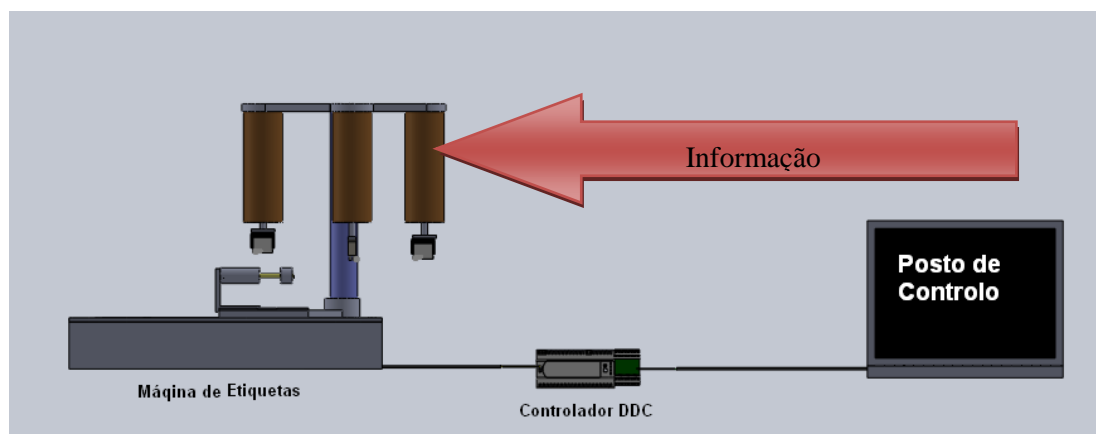 Informação
Posto de
Controlo
Máqina de Etiquetas
Controlador DDC